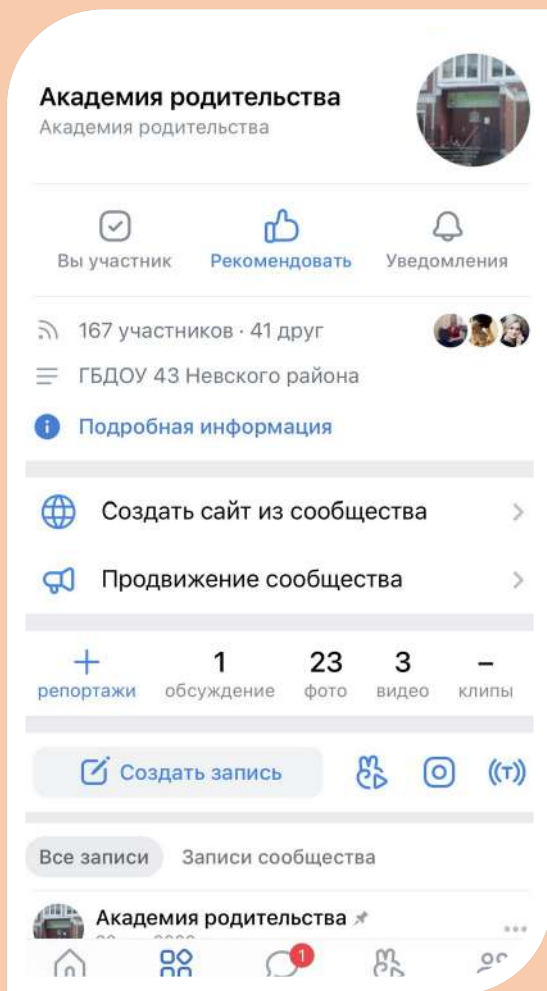 Академия родительства
Академия родительства
Вы участник Рекомендовать Уведомления
167 участников · 41 друг
ГБДОУ 43 Невского района
Подробная информация
Создать сайт из сообщества
Продвижение сообщества
1 23 3 –
репортажи обсуждение фото видео клипы
Создать запись ((T))
Все записи Записи сообщества
Академия родительства
1